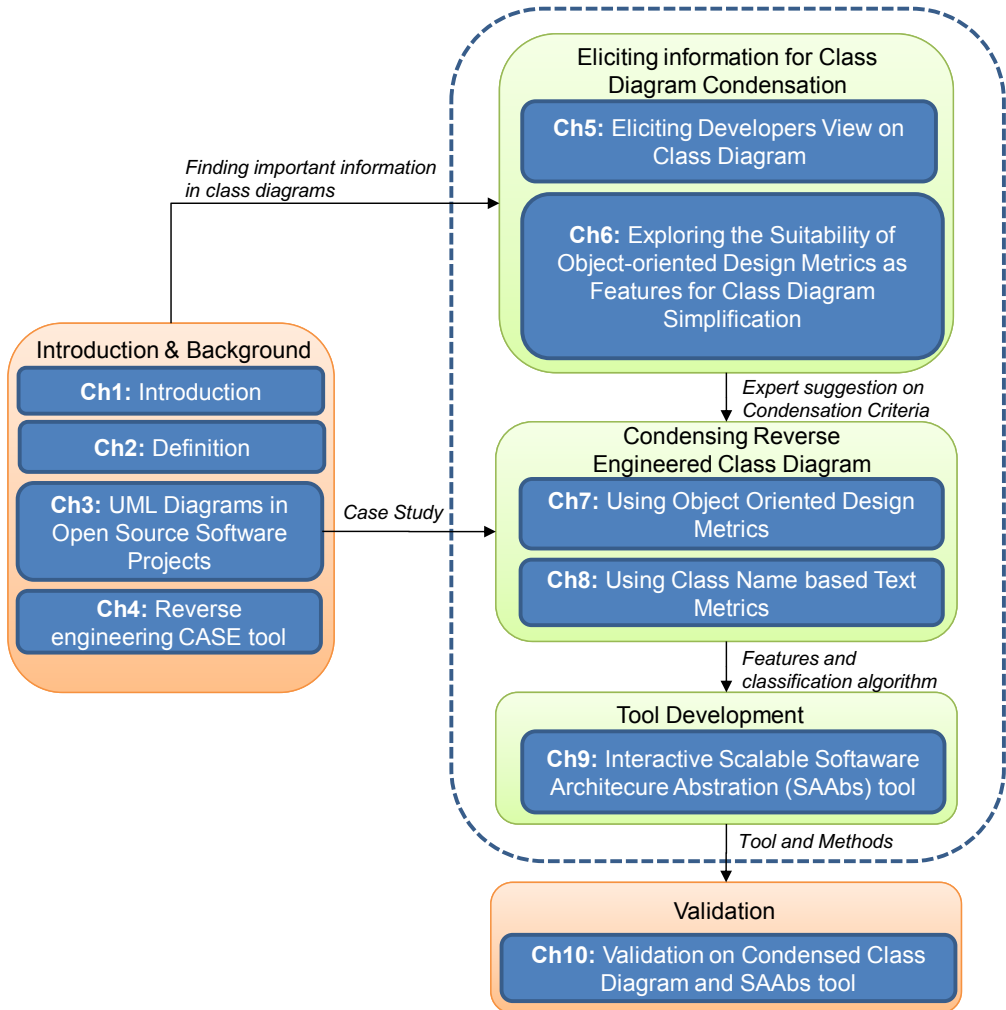 Eliciting information for Class
Diagram Condensation
Ch5: Eliciting Developers View on
Class Diagram
Ch6: Exploring the Suitability of
Object-oriented Design Metrics as
Features for Class Diagram
Simplification
Finding important information
in class diagrams
Introduction & Background
Ch1: Introduction
Ch2: Definition
Ch3: UML Diagrams in
Open Source Software
Projects
Ch4: Reverse
engineering CASE tool
Case Study
Expert suggestion on
Condensation Criteria
Condensing Reverse
Engineered Class Diagram
Ch7: Using Object Oriented Design
Metrics
Ch8: Using Class Name based Text
Metrics
Features and
classification algorithm
Tool Development
Ch9: Interactive Scalable Softaware
Architecure Abstration (SAAbs) tool
Tool and Methods
Validation
Ch10: Validation on Condensed Class
Diagram and SAAbs tool